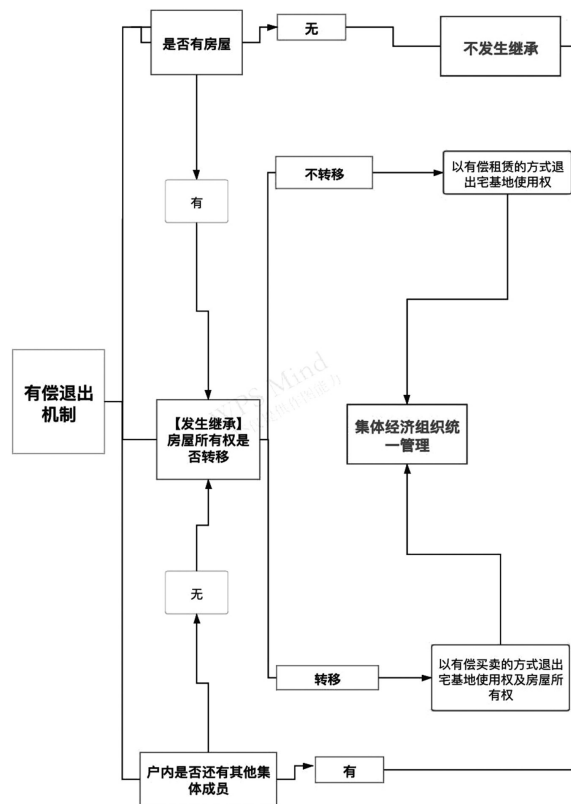 是否有房屋
无
不发生继承
不转移
以有偿租赁的方式退
出宅基地使用权
有
有偿退出
机制
【发生继承】
房屋所有权是
否转移
集体经济组织统
一管理
无
转移
以有偿买卖的方式退出
宅基地使用权及房屋所
有权
户内是否还有其他集
体成员
有
WPS Mind